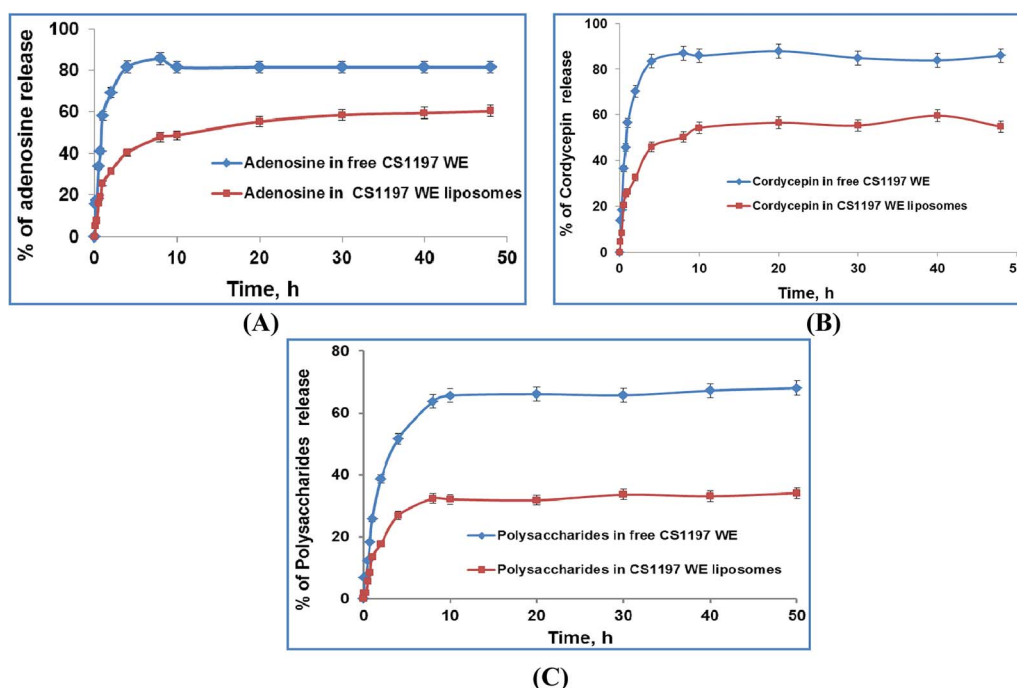 % of adenosine release
100
80
60
40
20
0
Adenosine in free CS1197 WE
Adenosine in CS1197 WE liposomes
0 10 20 30 40 50
Time, h
(A)
% of Cordycepin release
100
80
60
40
20
0
Cordycepin in free CS1197 WE
Cordycepin in CS1197 WE liposomes
0 10 20 30 40 50
Time, h
(B)
% of Polysaccharides release
80
60
40
20
0
Polysaccharides in free CS1197 WE
Polysaccharides in CS1197 WE liposomes
0 10 20 30 40 50
Time, h
(C)